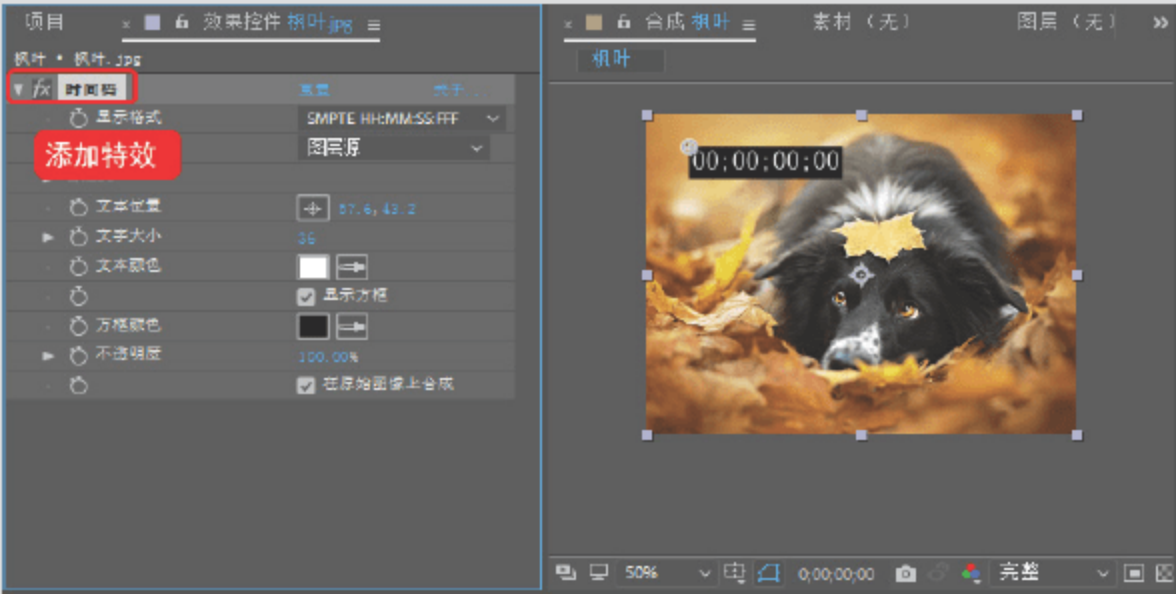 项目
效果控件 枫叶.jpg
枫叶 • 枫叶.jpg
fx 时间码
重置
关于...
显示格式
SMPTE HH:MM:SS:FFF
添加特效
图层源
文本位置
57.6,43.2
文字大小
36
文本颜色
显示方框
方框颜色
不透明度
100.00%
在原始图像上合成
合成 枫叶
素材 (无)
图层 (无)
枫叶
00;00;00;00
50%
0;00;00;00
完整